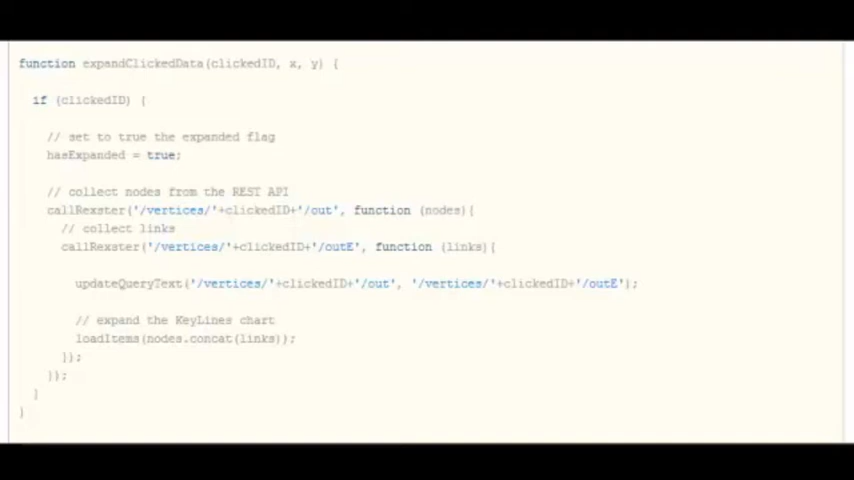 function expandClickedData(clickedID, x, y) {
if (clickedID) {
// set to true the expanded flag
hasExpanded = true;
// collect nodes from the REST API
callRexster('/vertices/'+clickedID+'/out', function (nodes){
// collect links
callRexster('/vertices/'+clickedID+'/outE', function (links){
updateQueryText('/vertices/'+clickedID+'/out', '/vertices/'+clickedID+'/outE');
// expand the KeyLines chart
loadItems(nodes.concat(links));
});
});
}
}